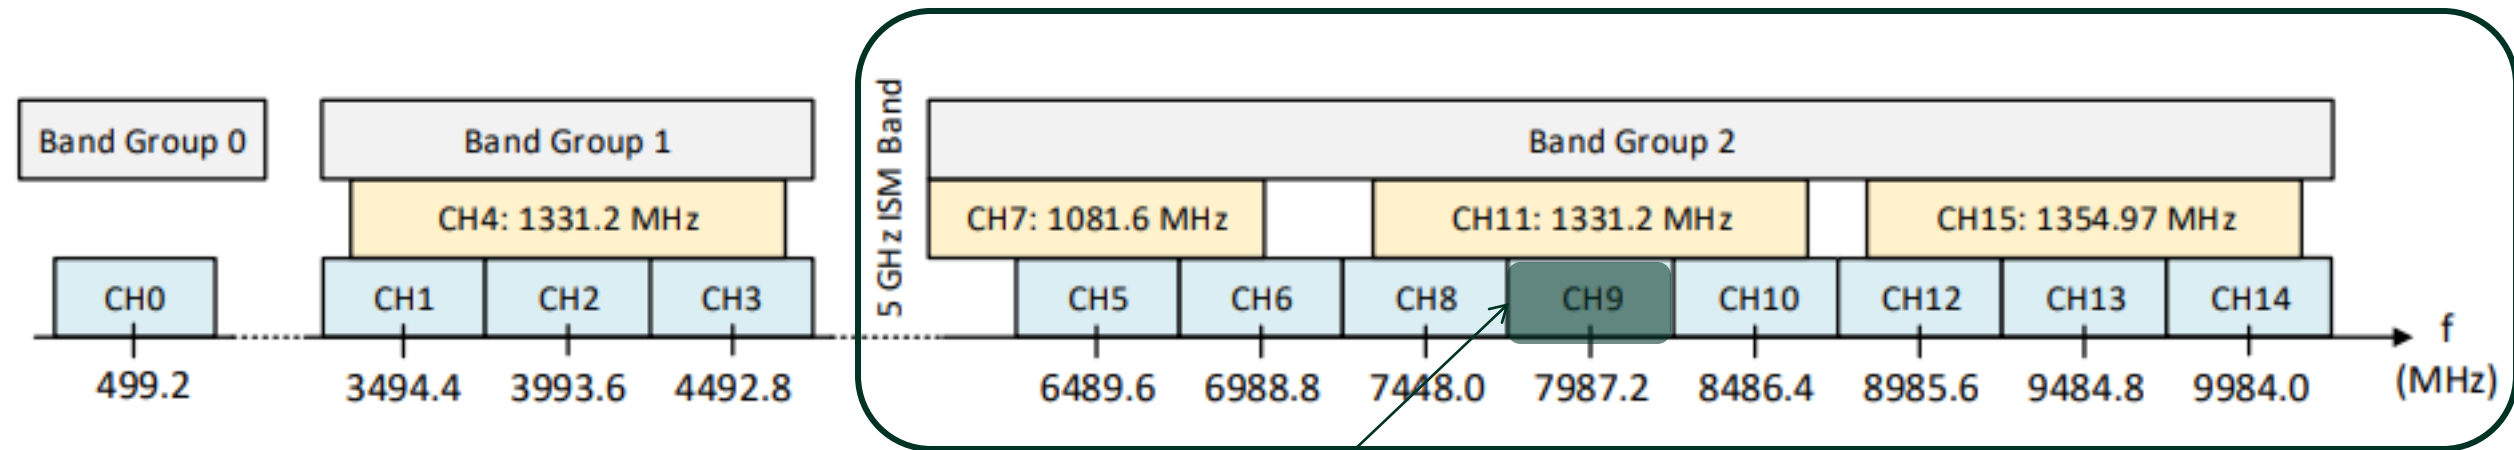 Band Group 0
Band Group 1
5 GHz ISM Band
Band Group 2
CH4: 1331.2 MHz
CH7: 1081.6 MHz
CH11: 1331.2 MHz
CH15: 1354.97 MHz
CH0
CH1
CH2
CH3
CH5
CH6
CH8
CH9
CH10
CH12
CH13
CH14
f
(MHz)
499.2
3494.4
3993.6
4492.8
6489.6
6988.8
7448.0
7987.2
8486.4
8985.6
9484.8
9984.0